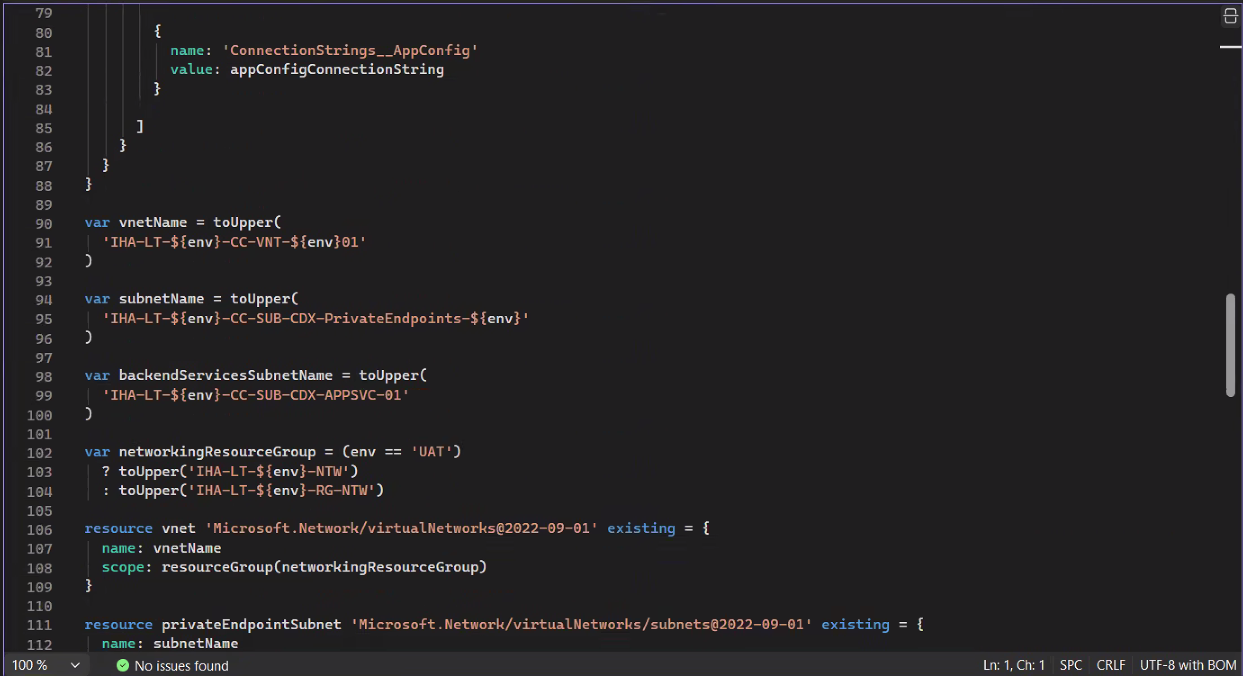 79
80 {
81 name: 'ConnectionStrings__AppConfig'
82 value: appConfigConnectionString
83 }
84
85 ]
86 }
87 }
88 }
89
90 var vnetName = toUpper(
91 'IHA-LT-${env}-CC-VNT-${env}01'
92 )
93
94 var subnetName = toUpper(
95 'IHA-LT-${env}-CC-SUB-CDX-PrivateEndpoints-${env}'
96 )
97
98 var backendServicesSubnetName = toUpper(
99 'IHA-LT-${env}-CC-SUB-CDX-APPSVC-01'
100 )
101
102 var networkingResourceGroup = (env == 'UAT')
103 ? toUpper('IHA-LT-${env}-NTW')
104 : toUpper('IHA-LT-${env}-RG-NTW')
105
106 resource vnet 'Microsoft.Network/virtualNetworks@2022-09-01' existing = {
107 name: vnetName
108 scope: resourceGroup(networkingResourceGroup)
109 }
110
111 resource privateEndpointSubnet 'Microsoft.Network/virtualNetworks/subnets@2022-09-01' existing = {
112 name: subnetName
100 % No issues found Ln: 1, Ch: 1 SPC CRLF UTF-8 with BOM